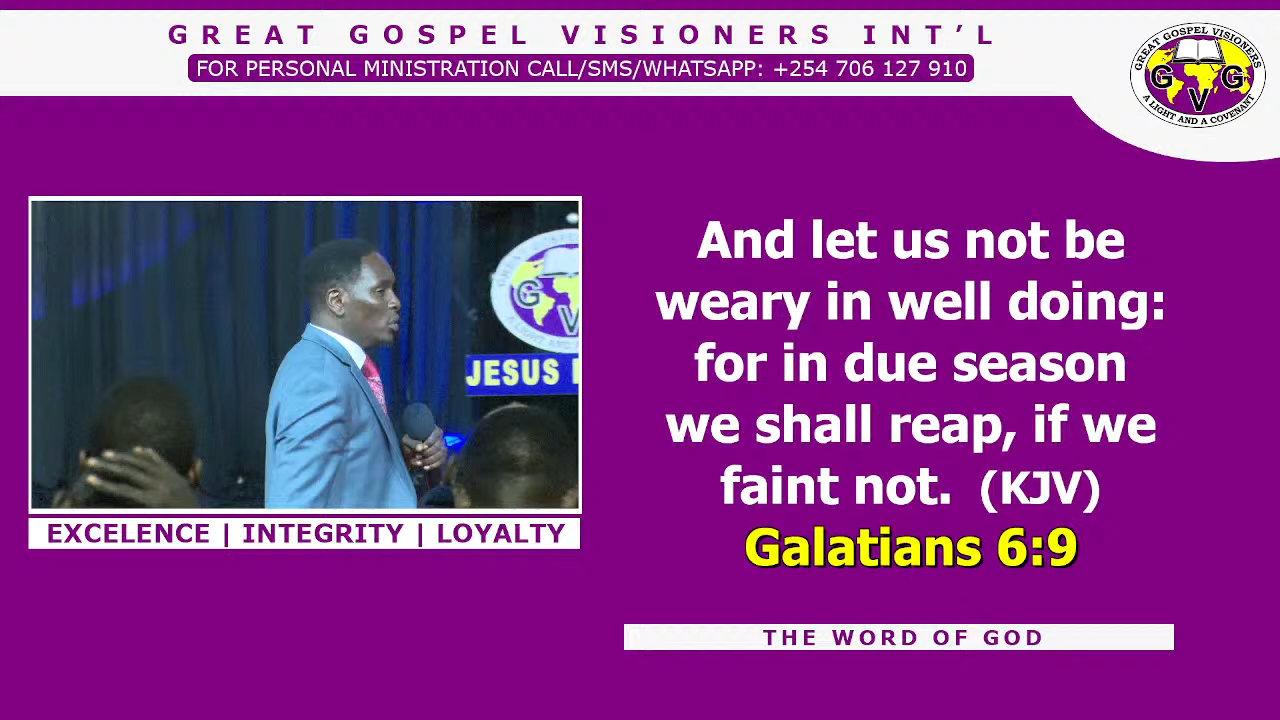 GREAT GOSPEL VISIONERS INT'L
FOR PERSONAL MINISTRATION CALL/SMS/WHATSAPP: +254 706 127 910
GREAT GOSPEL VISIONERS
G V G
A LIGHT AND A COVENANT
G V
JESUS
EXCELENCE | INTEGRITY | LOYALTY
And let us not be
weary in well doing:
for in due season
we shall reap, if we
faint not. (KJV)
Galatians 6:9
THE WORD OF GOD